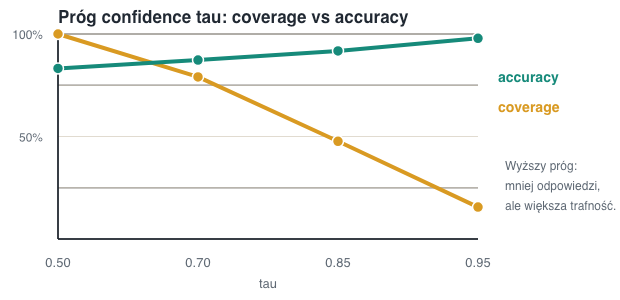 Próg confidence tau: coverage vs accuracy
100%
50%
accuracy
coverage
Wyższy próg:
mniej odpowiedzi,
ale większa trafność.
0.50 0.70 0.85 0.95
tau